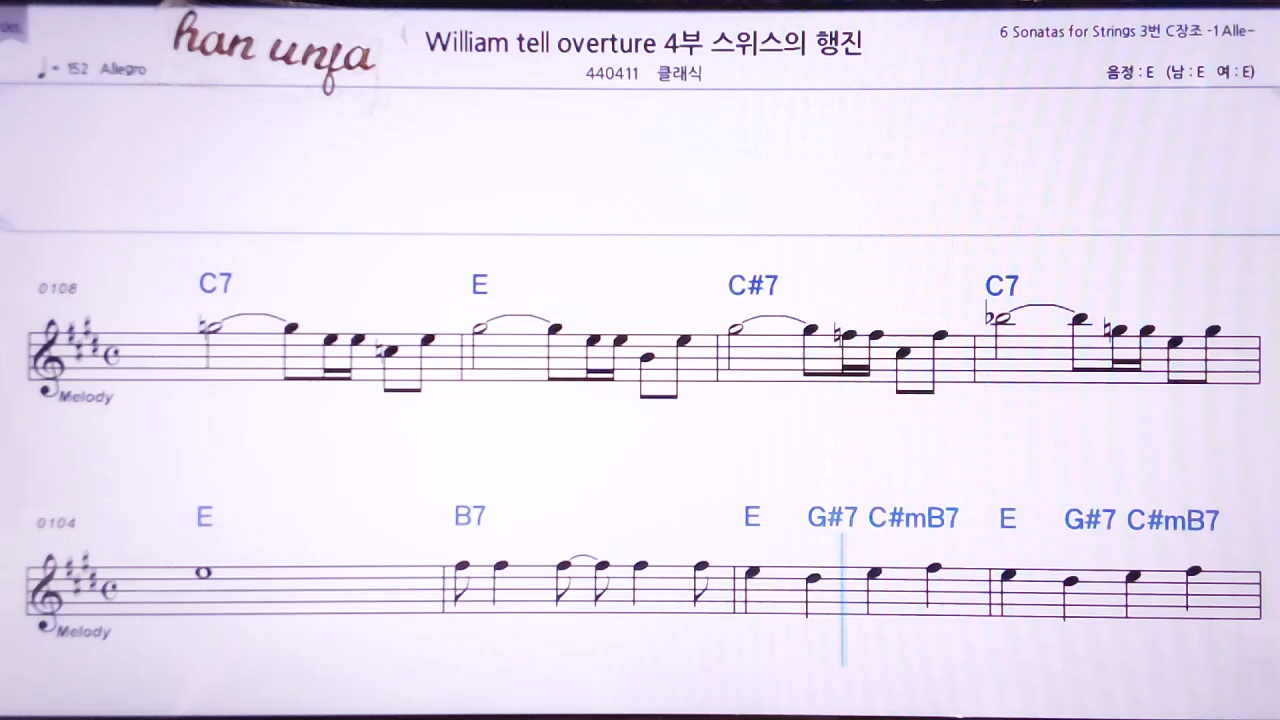 han unja
William tell overture 4부 스위스의 행진
6 Sonatas for Strings 3번 C장조 -1Alle-
♩= 152 Allegro
440411 클래식
음정 : E (남 : E 여 : E)
0108
C7 E C#7 C7
Melody
0104
E B7 E G#7 C#mB7 E G#7 C#mB7
Melody